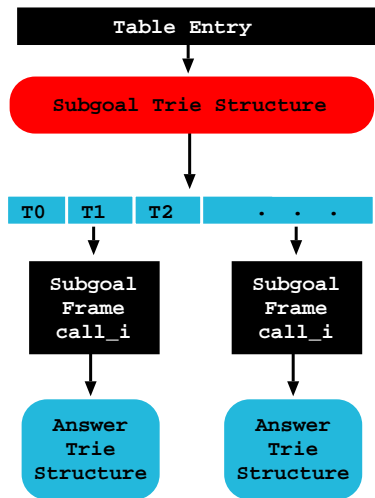 Table Entry
Subgoal Trie Structure
T0 T1 T2 . . .
Subgoal
Frame
call_i
Subgoal
Frame
call_i
Answer
Trie
Structure
Answer
Trie
Structure